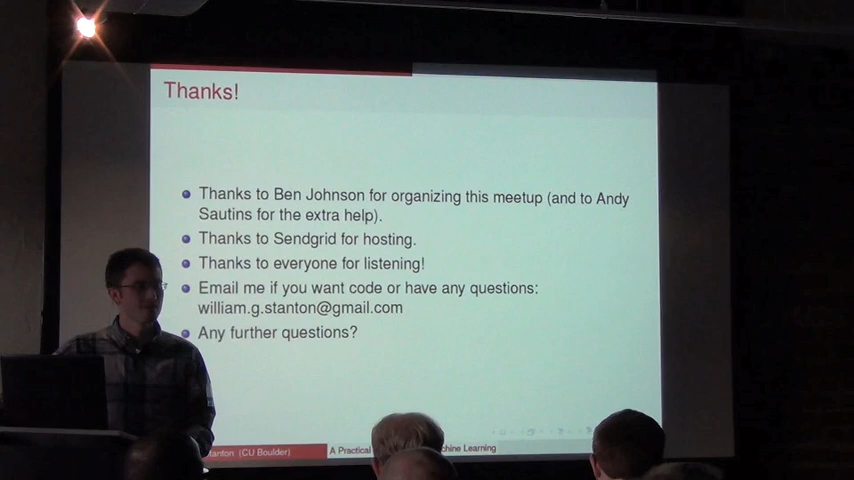 Thanks!
Thanks to Ben Johnson for organizing this meetup (and to Andy
Sautins for the extra help).
Thanks to Sendgrid for hosting.
Thanks to everyone for listening!
Email me if you want code or have any questions:
william.g.stanton@gmail.com
Any further questions?
(CU Boulder)
A Practical
Learning